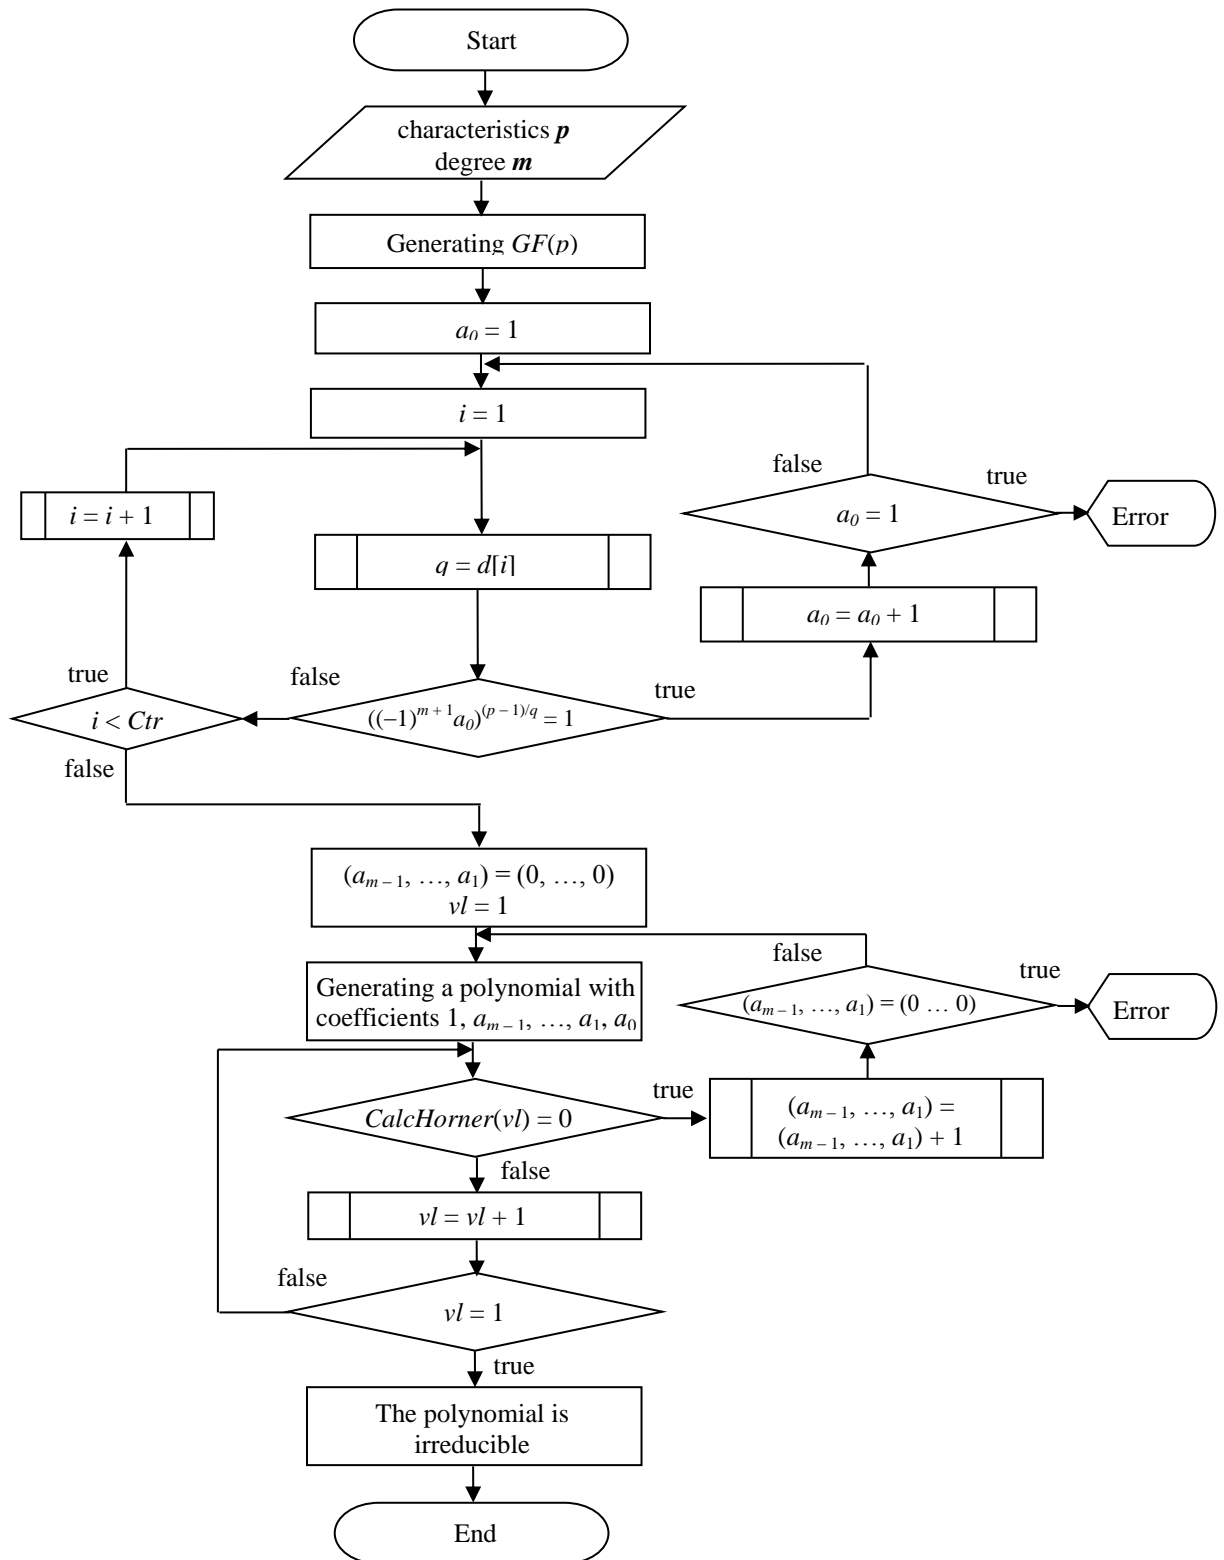 Start
characteristics p
degree m
Generating GF(p)
a₀ = 1
i = 1
false
true
i = i + 1
a₀ = 1
Error
q = d[i]
a₀ = a₀ + 1
true
false
true
i < Ctr
((−1)ᵐ⁺¹a₀)⁽ᵖ⁻¹⁾/q = 1
false
(aₘ₋₁, …, a₁) = (0, …, 0)
vl = 1
false
true
Generating a polynomial with
coefficients 1, aₘ₋₁, …, a₁, a₀
(aₘ₋₁, …, a₁) = (0 … 0)
Error
true
CalcHorner(vl) = 0
(aₘ₋₁, …, a₁) =
(aₘ₋₁, …, a₁) + 1
false
vl = vl + 1
false
vl = 1
true
The polynomial is
irreducible
End